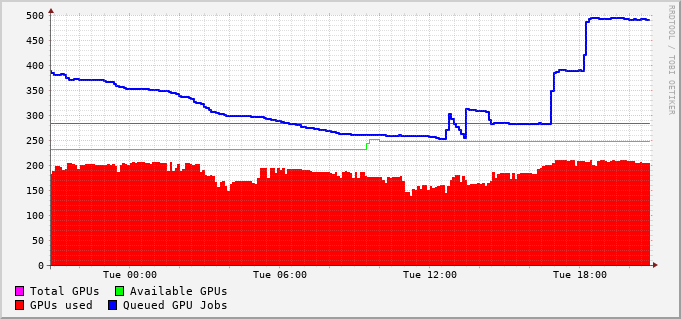 500
450
400
350
300
250
200
150
100
50
0
Tue 00:00 Tue 06:00 Tue 12:00 Tue 18:00
Total GPUs Available GPUs
GPUs used Queued GPU Jobs
RRDTOOL / TOBI OETIKER